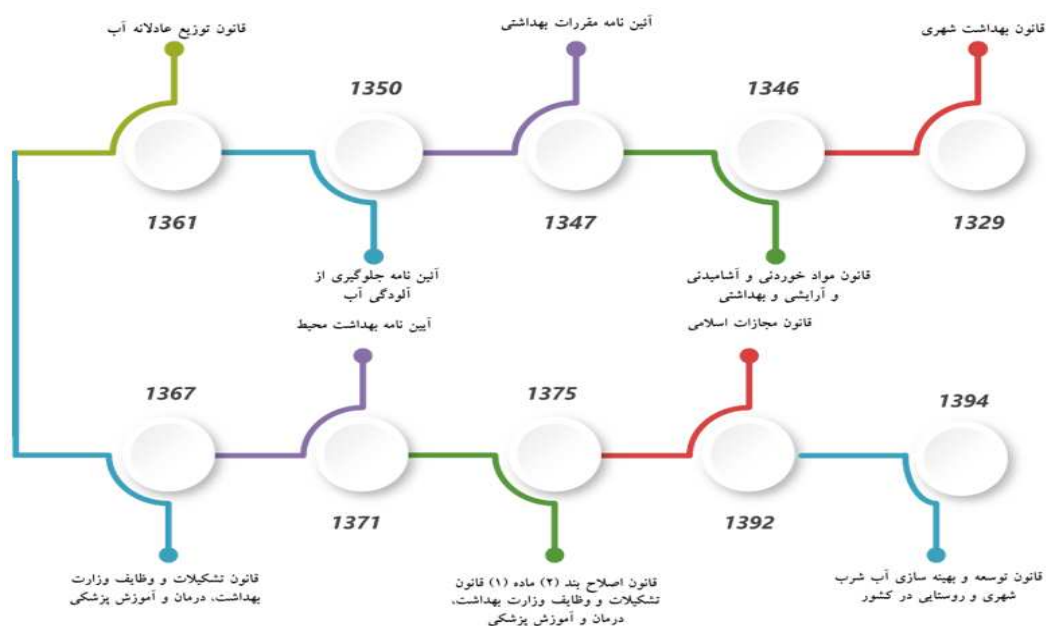 قانون بهداشت شهری
1329
1346
قانون مواد خوردنی و آشامیدنی
و آرایشی و بهداشتی
آئین نامه مقررات بهداشتی
1347
1350
آئین نامه جلوگیری از
آلودگی آب
قانون توزیع عادلانه آب
1361
1367
قانون تشکیلات و وظایف وزارت
بهداشت، درمان و آموزش پزشکی
آیین نامه بهداشت محیط
1371
1375
قانون اصلاح بند (۲) ماده (۱) قانون
تشکیلات و وظایف وزارت بهداشت،
درمان و آموزش پزشکی
قانون مجازات اسلامی
1392
1394
قانون توسعه و بهینه سازی آب شرب
شهری و روستایی در کشور